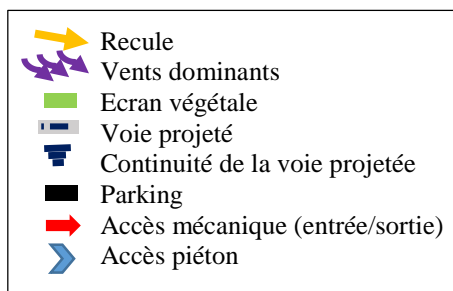 Recule
Vents dominants
Ecran végétale
Voie projeté
Continuité de la voie projetée
Parking
Accès mécanique (entrée/sortie)
Accès piéton